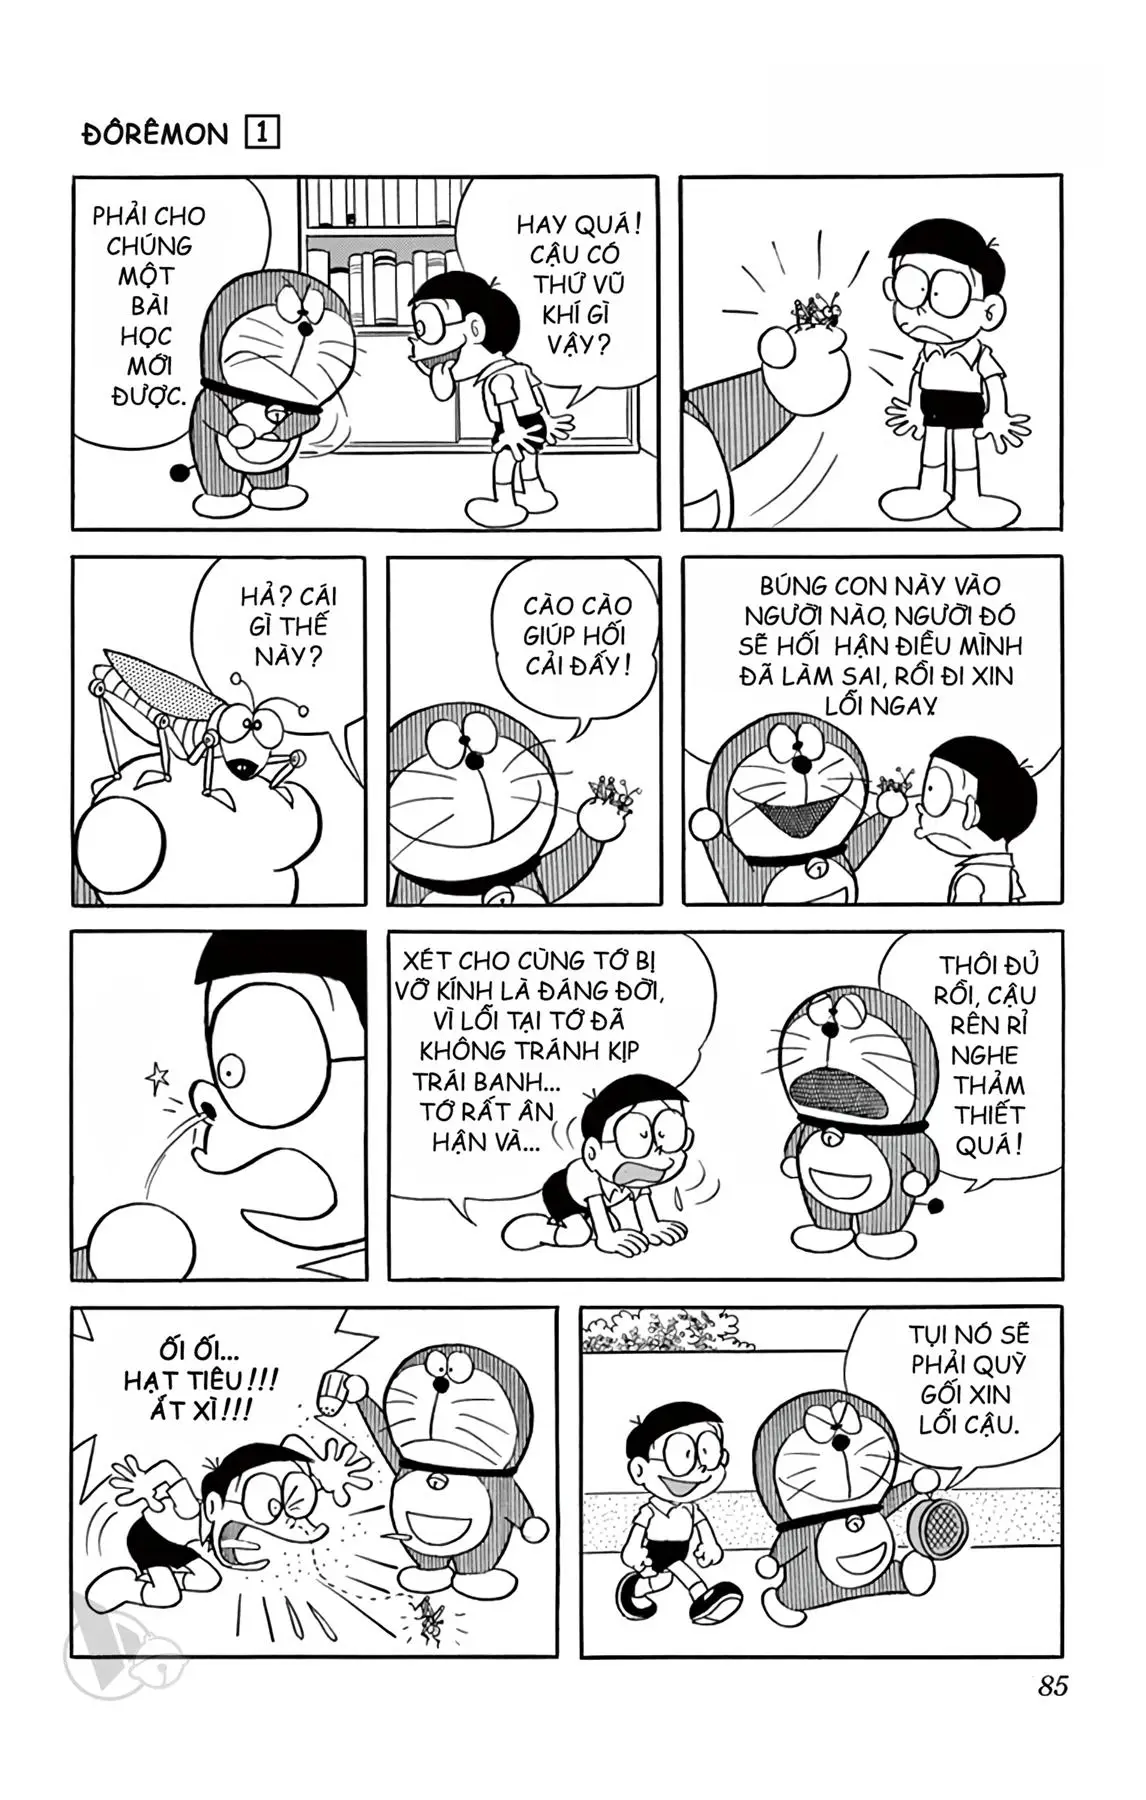 ĐÔRÊMON 1
PHẢI CHO
CHÚNG
MỘT
BÀI
HỌC
MỚI
ĐƯỢC.
HAY QUÁ!
CẬU CÓ
THỨ VŨ
KHÍ GÌ
VẬY?
HẢ? CÁI
GÌ THẾ
NÀY?
CÀO CÀO
GIÚP HỐI
CẢI ĐẤY!
BÚNG CON NÀY VÀO
NGƯỜI NÀO, NGƯỜI ĐÓ
SẼ HỐI HẬN ĐIỀU MÌNH
ĐÃ LÀM SAI, RỒI ĐI XIN
LỖI NGAY.
XÉT CHO CÙNG TỚ BỊ
VỠ KÍNH LÀ ĐÁNG ĐỜI,
VÌ LỖI TẠI TỚ ĐÃ
KHÔNG TRÁNH KỊP
TRÁI BANH...
TỚ RẤT ÂN
HẬN VÀ...
THÔI ĐỦ
RỒI, CẬU
RÊN RỈ
NGHE
THẢM
THIẾT
QUÁ!
ỐI ỐI...
HẠT TIÊU!!!
ẮT XÌ!!!
TỤI NÓ SẼ
PHẢI QUỲ
GỐI XIN
LỖI CẬU.
85